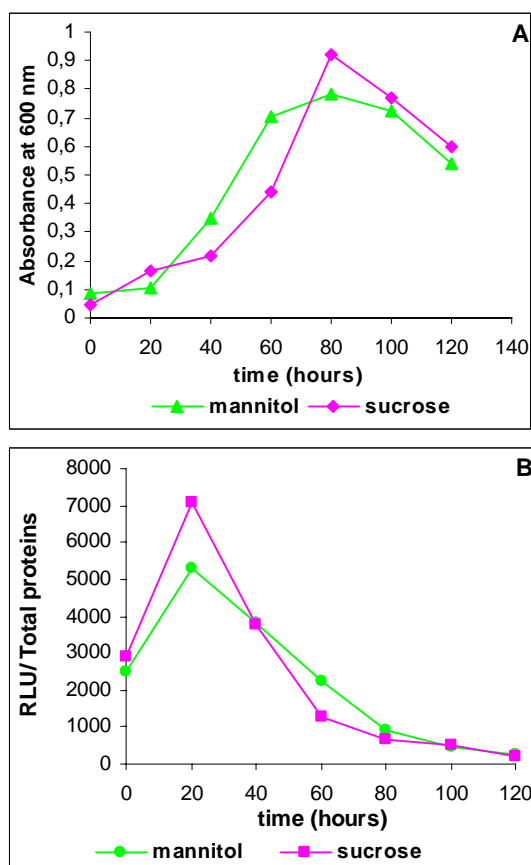 A
Absorbance at 600 nm
1
0,9
0,8
0,7
0,6
0,5
0,4
0,3
0,2
0,1
0
0 20 40 60 80 100 120 140
time (hours)
mannitol sucrose
B
RLU/Total proteins
8000
7000
6000
5000
4000
3000
2000
1000
0
0 20 40 60 80 100 120
time (hours)
mannitol sucrose